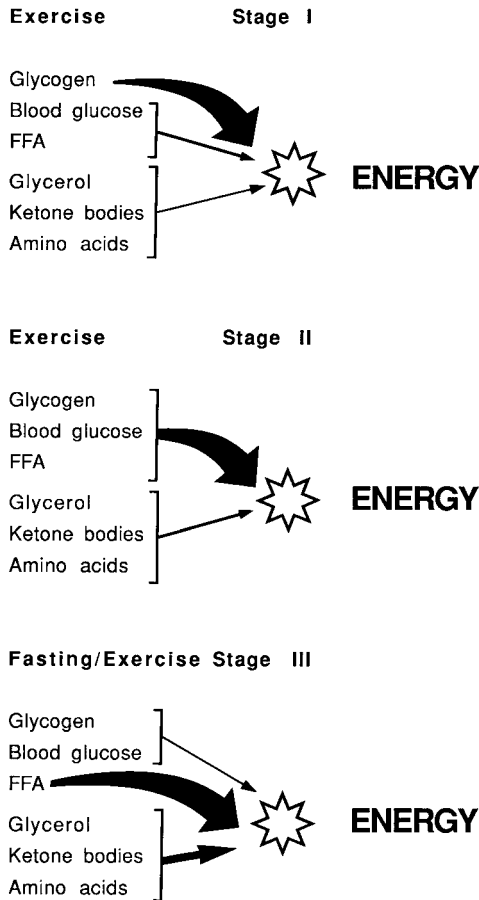 Exercise Stage I
Glycogen
Blood glucose
FFA
Glycerol
Ketone bodies
Amino acids
ENERGY
Exercise Stage II
Glycogen
Blood glucose
FFA
Glycerol
Ketone bodies
Amino acids
ENERGY
Fasting/Exercise Stage III
Glycogen
Blood glucose
FFA
Glycerol
Ketone bodies
Amino acids
ENERGY